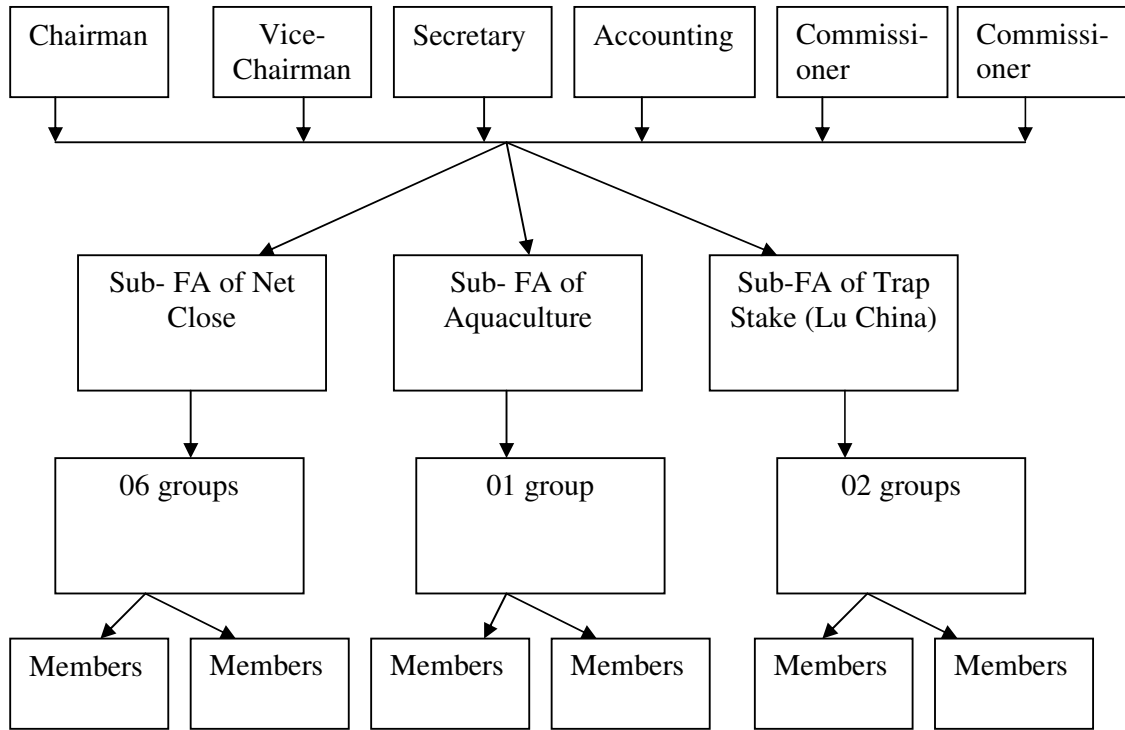 Chairman
Vice-
Chairman
Secretary
Accounting
Commissi-
oner
Commissi-
oner
Sub- FA of Net
Close
Sub- FA of
Aquaculture
Sub-FA of Trap
Stake (Lu China)
06 groups
01 group
02 groups
Members
Members
Members
Members
Members
Members